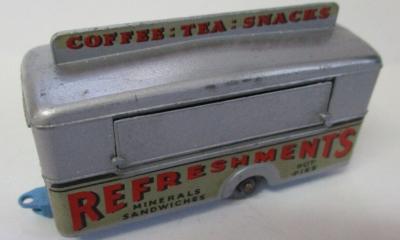 COFFEE : TEA : SNACKS
REFRESHMENTS
MINERALS
SANDWICHES
HOT
PIES